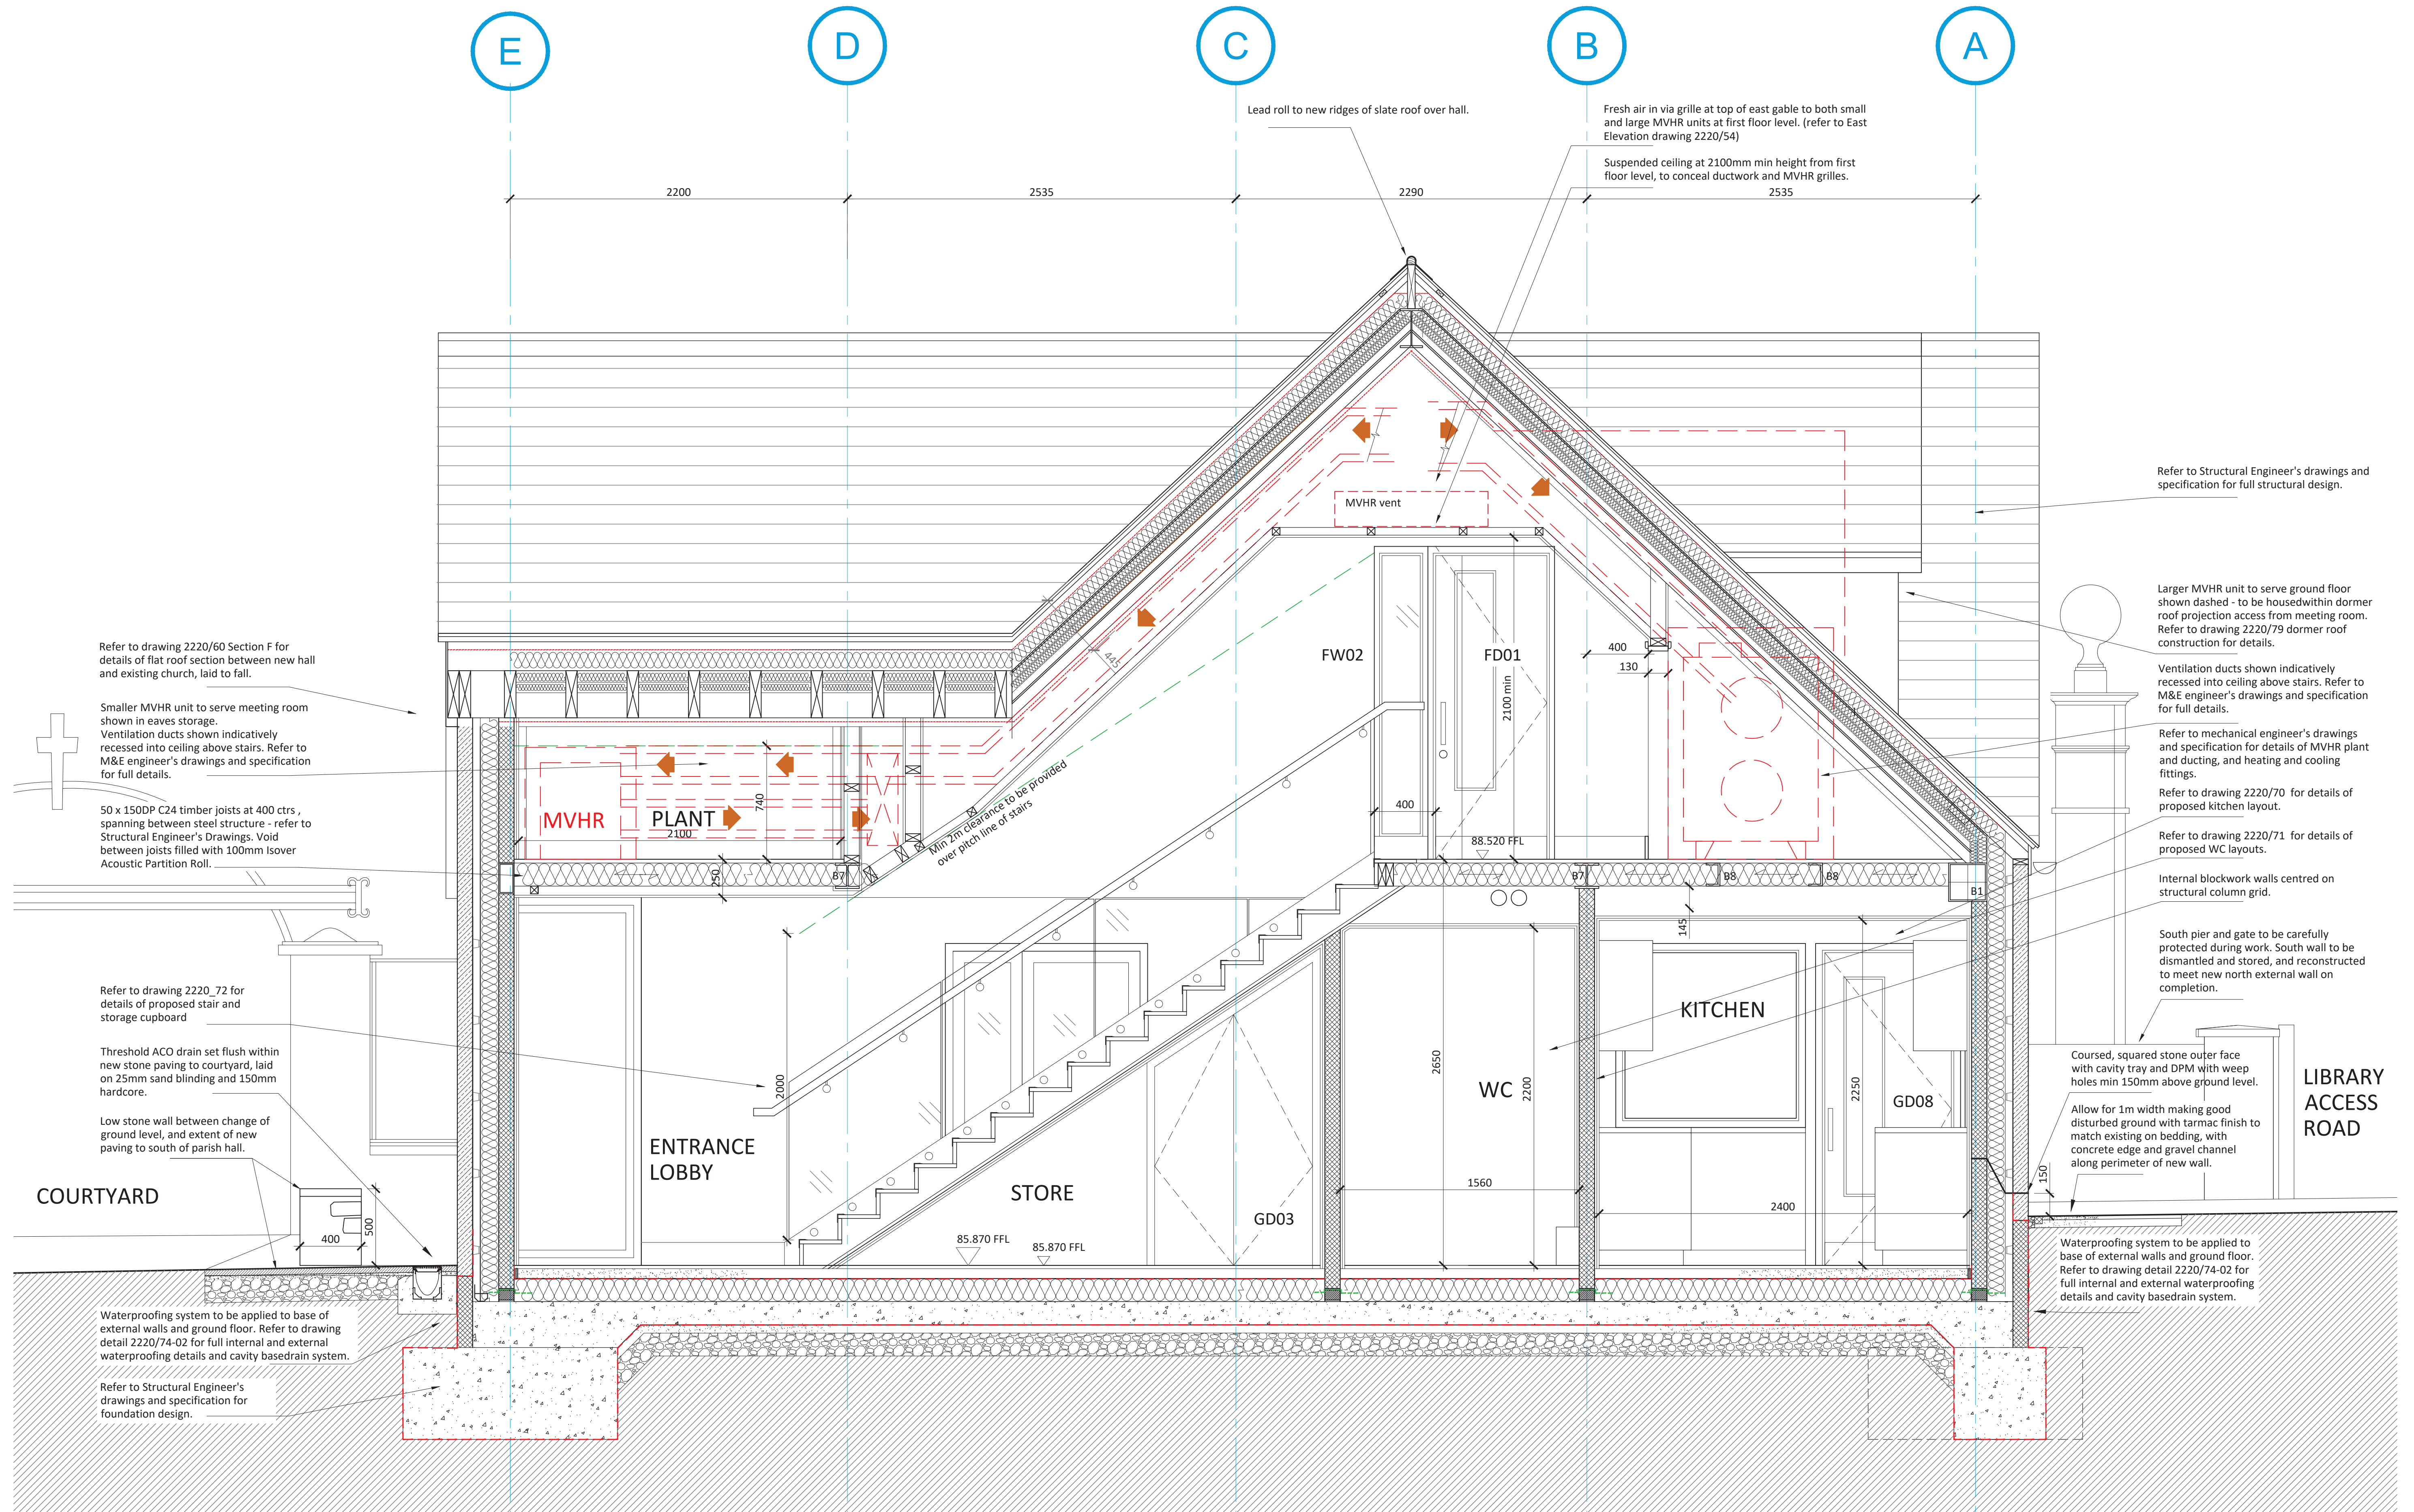 E
D
C
B
A
Lead roll to new ridges of slate roof over hall.
Fresh air in via grille at top of east gable to both small
and large MVHR units at first floor level. (refer to East
Elevation drawing 2220/54)
Suspended ceiling at 2100mm min height from first
floor level, to conceal ductwork and MVHR grilles.
2200
2535
2290
2535
Refer to drawing 2220/60 Section F for
details of flat roof section between new hall
and existing church, laid to fall.
Smaller MVHR unit to serve meeting room
shown in eaves storage.
Ventilation ducts shown indicatively
recessed into ceiling above stairs. Refer to
M&E engineer's drawings and specification
for full details.
50 x 150DP C24 timber joists at 400 ctrs ,
spanning between steel structure - refer to
Structural Engineer's Drawings. Void
between joists filled with 100mm Isover
Acoustic Partition Roll.
Refer to drawing 2220_72 for
details of proposed stair and
storage cupboard
Threshold ACO drain set flush within
new stone paving to courtyard, laid
on 25mm sand blinding and 150mm
hardcore.
Low stone wall between change of
ground level, and extent of new
paving to south of parish hall.
COURTYARD
400
500
Waterproofing system to be applied to base of
external walls and ground floor. Refer to drawing
detail 2220/74-02 for full internal and external
waterproofing details and cavity basedrain system.
Refer to Structural Engineer's
drawings and specification for
foundation design.
MVHR vent
445
FW02
FD01
2100 min
400
130
MVHR
PLANT
2100
740
250
B7
Min 2m clearance to be provided
over pitch line of stairs
400
88.520 FFL
B7
B8
B8
B1
145
2000
2650
2200
2250
KITCHEN
WC
GD08
ENTRANCE
LOBBY
STORE
GD03
1560
2400
85.870 FFL
85.870 FFL
Refer to Structural Engineer's drawings and
specification for full structural design.
Larger MVHR unit to serve ground floor
shown dashed - to be housedwithin dormer
roof projection access from meeting room.
Refer to drawing 2220/79 dormer roof
construction for details.
Ventilation ducts shown indicatively
recessed into ceiling above stairs. Refer to
M&E engineer's drawings and specification
for full details.
Refer to mechanical engineer's drawings
and specification for details of MVHR plant
and ducting, and heating and cooling
fittings.
Refer to drawing 2220/70 for details of
proposed kitchen layout.
Refer to drawing 2220/71 for details of
proposed WC layouts.
Internal blockwork walls centred on
structural column grid.
South pier and gate to be carefully
protected during work. South wall to be
dismantled and stored, and reconstructed
to meet new north external wall on
completion.
Coursed, squared stone outer face
with cavity tray and DPM with weep
holes min 150mm above ground level.
Allow for 1m width making good
disturbed ground with tarmac finish to
match existing on bedding, with
concrete edge and gravel channel
along perimeter of new wall.
150
LIBRARY
ACCESS
ROAD
Waterproofing system to be applied to
base of external walls and ground floor.
Refer to drawing detail 2220/74-02 for
full internal and external waterproofing
details and cavity basedrain system.